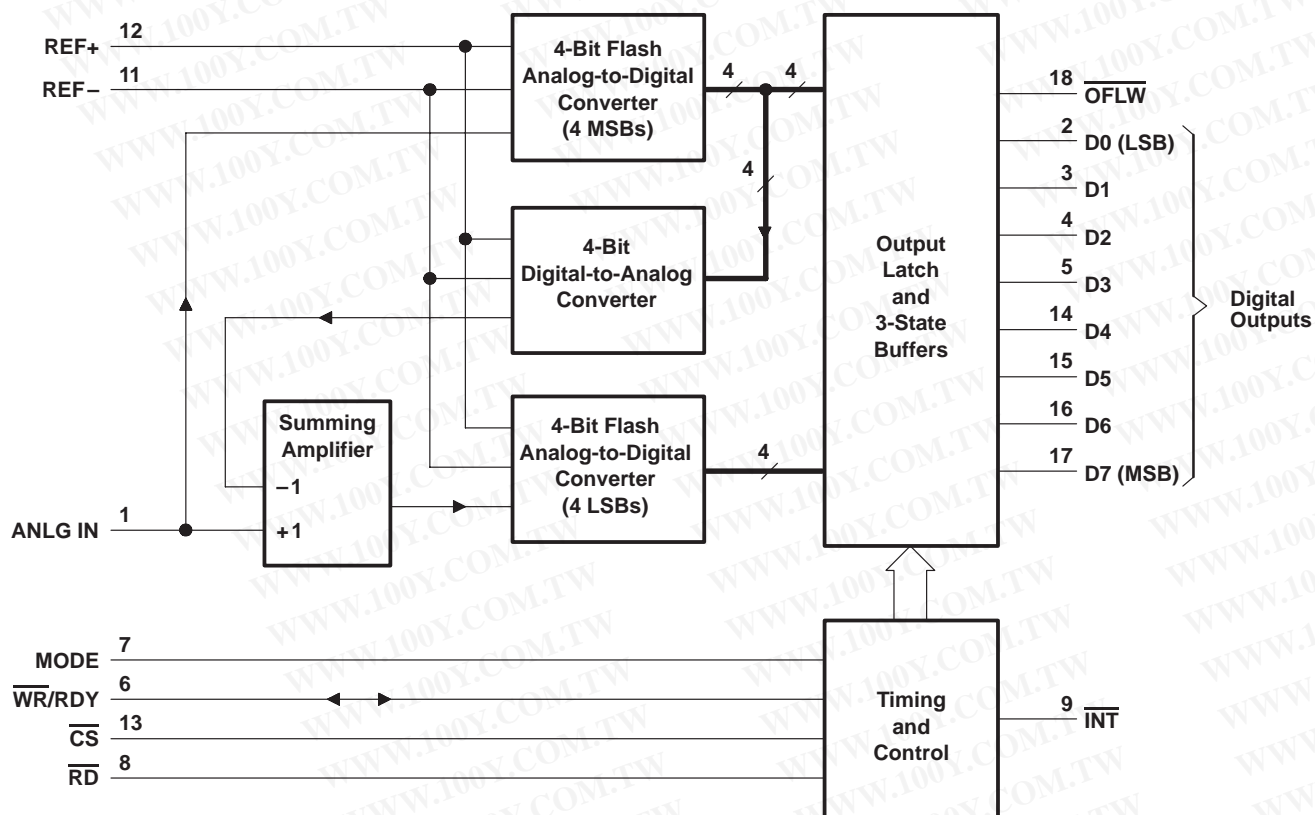 REF+ 12
REF− 11
4-Bit Flash
Analog-to-Digital
Converter
(4 MSBs)
4
4
4
4-Bit
Digital-to-Analog
Converter
Summing
Amplifier
−1
+1
ANLG IN 1
4-Bit Flash
Analog-to-Digital
Converter
(4 LSBs)
4
Output
Latch
and
3-State
Buffers
18 OFLW
2 D0 (LSB)
3 D1
4 D2
5 D3
14 D4
15 D5
16 D6
17 D7 (MSB)
Digital
Outputs
MODE 7
WR/RDY 6
CS 13
RD 8
Timing
and
Control
9 INT
WWW.100Y.COM.TW